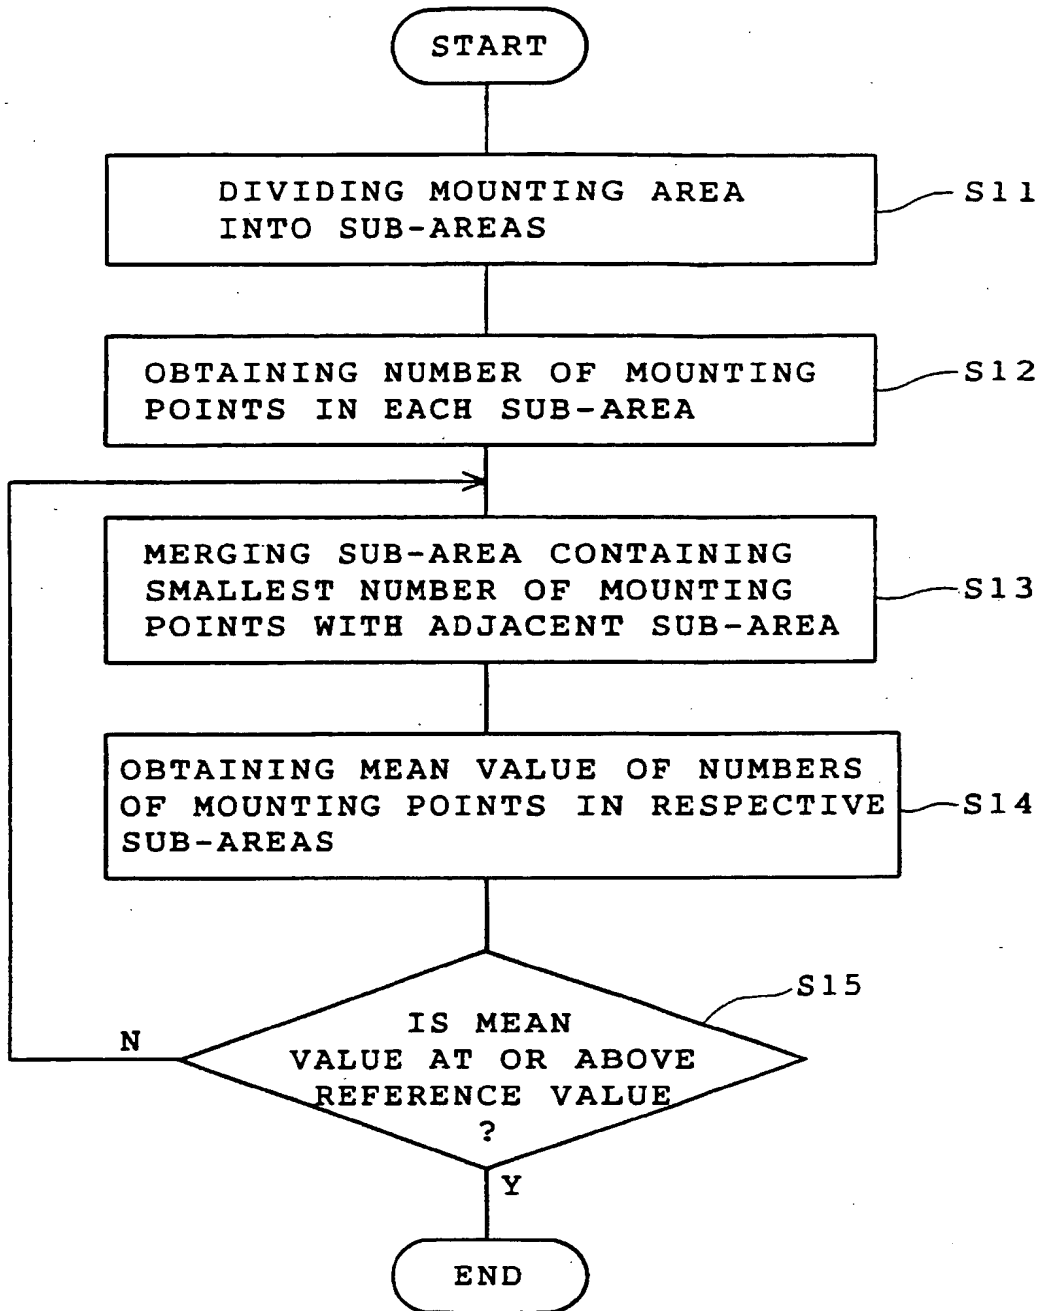 START
DIVIDING MOUNTING AREA
INTO SUB-AREAS
S11
OBTAINING NUMBER OF MOUNTING
POINTS IN EACH SUB-AREA
S12
MERGING SUB-AREA CONTAINING
SMALLEST NUMBER OF MOUNTING
POINTS WITH ADJACENT SUB-AREA
S13
OBTAINING MEAN VALUE OF NUMBERS
OF MOUNTING POINTS IN RESPECTIVE
SUB-AREAS
S14
S15
IS MEAN
VALUE AT OR ABOVE
REFERENCE VALUE
?
N
Y
END